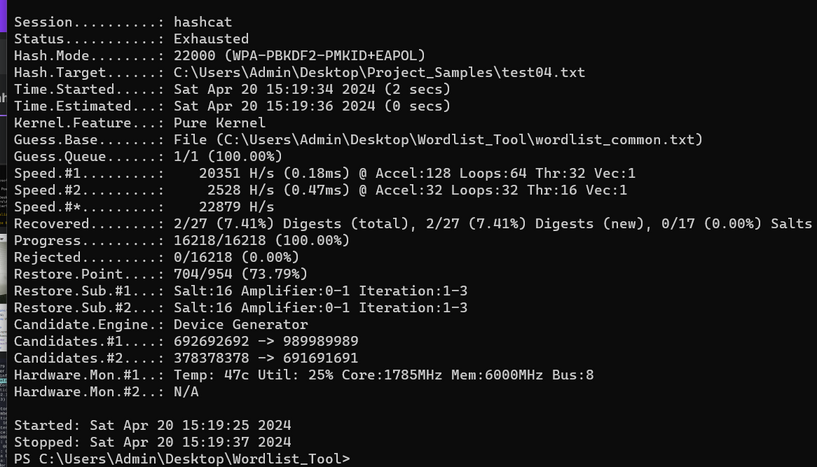 Session..........: hashcat
Status...........: Exhausted
Hash.Mode........: 22000 (WPA-PBKDF2-PMKID+EAPOL)
Hash.Target......: C:\Users\Admin\Desktop\Project_Samples\test04.txt
Time.Started.....: Sat Apr 20 15:19:34 2024 (2 secs)
Time.Estimated...: Sat Apr 20 15:19:36 2024 (0 secs)
Kernel.Feature...: Pure Kernel
Guess.Base.......: File (C:\Users\Admin\Desktop\Wordlist_Tool\wordlist_common.txt)
Guess.Queue......: 1/1 (100.00%)
Speed.#1.........:    20351 H/s (0.18ms) @ Accel:128 Loops:64 Thr:32 Vec:1
Speed.#2.........:     2528 H/s (0.47ms) @ Accel:32 Loops:32 Thr:16 Vec:1
Speed.#*.........:    22879 H/s
Recovered........: 2/27 (7.41%) Digests (total), 2/27 (7.41%) Digests (new), 0/17 (0.00%) Salts
Progress.........: 16218/16218 (100.00%)
Rejected.........: 0/16218 (0.00%)
Restore.Point....: 704/954 (73.79%)
Restore.Sub.#1...: Salt:16 Amplifier:0-1 Iteration:1-3
Restore.Sub.#2...: Salt:16 Amplifier:0-1 Iteration:1-3
Candidate.Engine.: Device Generator
Candidates.#1....: 692692692 -> 989989989
Candidates.#2....: 378378378 -> 691691691
Hardware.Mon.#1..: Temp: 47c Util: 25% Core:1785MHz Mem:6000MHz Bus:8
Hardware.Mon.#2..: N/A
Started: Sat Apr 20 15:19:25 2024
Stopped: Sat Apr 20 15:19:37 2024
PS C:\Users\Admin\Desktop\Wordlist_Tool>